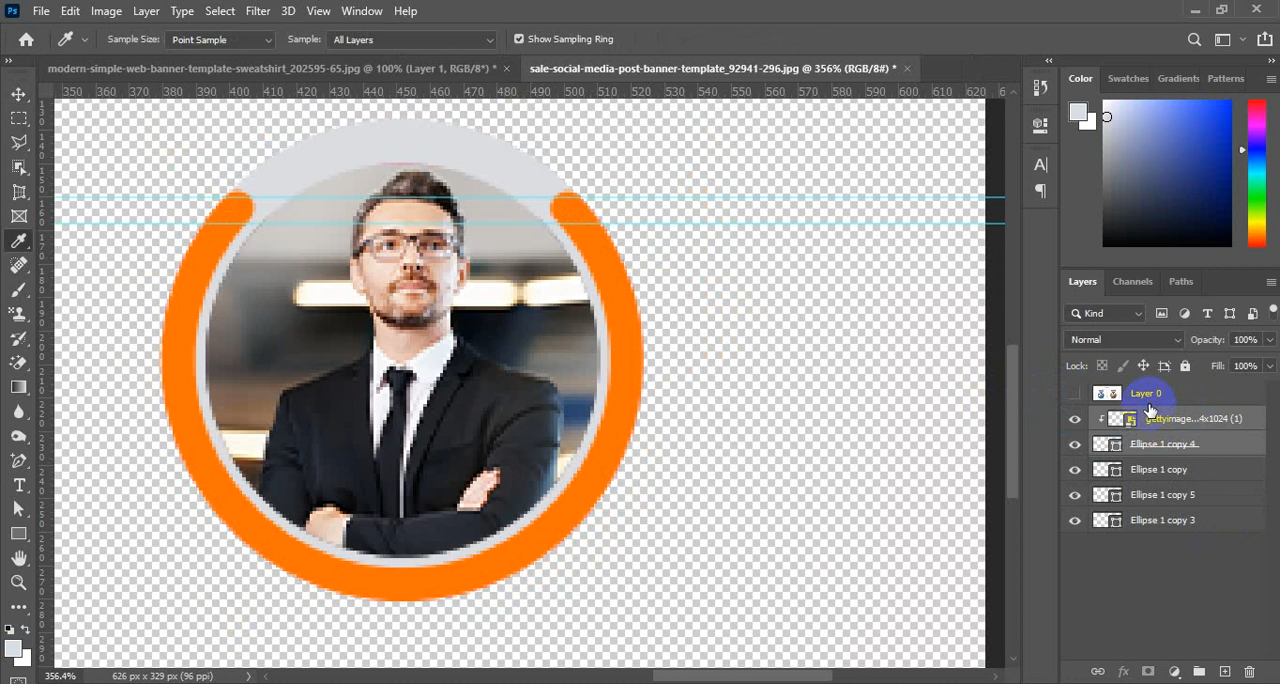 Ps File Edit Image Layer Type Select Filter 3D View Window Help
Sample Size: Point Sample Sample: All Layers Show Sampling Ring
modern-simple-web-banner-template-sweatshirt_202595-65.jpg @ 100% (Layer 1, RGB/8*) * × sale-social-media-post-banner-template_92941-296.jpg @ 356% (RGB/8#) * ×
350 360 370 380 390 400 410 420 430 440 450 460 470 480 490 500 510 520 530 540 550 560 570 580 590 600 610 620 6
Color Swatches Gradients Patterns
Layers Channels Paths
Kind
Normal Opacity: 100%
Lock: Fill: 100%
Layer 0
gettyimage...4x1024 (1)
Ellipse 1 copy 4
Ellipse 1 copy
Ellipse 1 copy 5
Ellipse 1 copy 3
356.4% 626 px x 329 px (96 ppi)